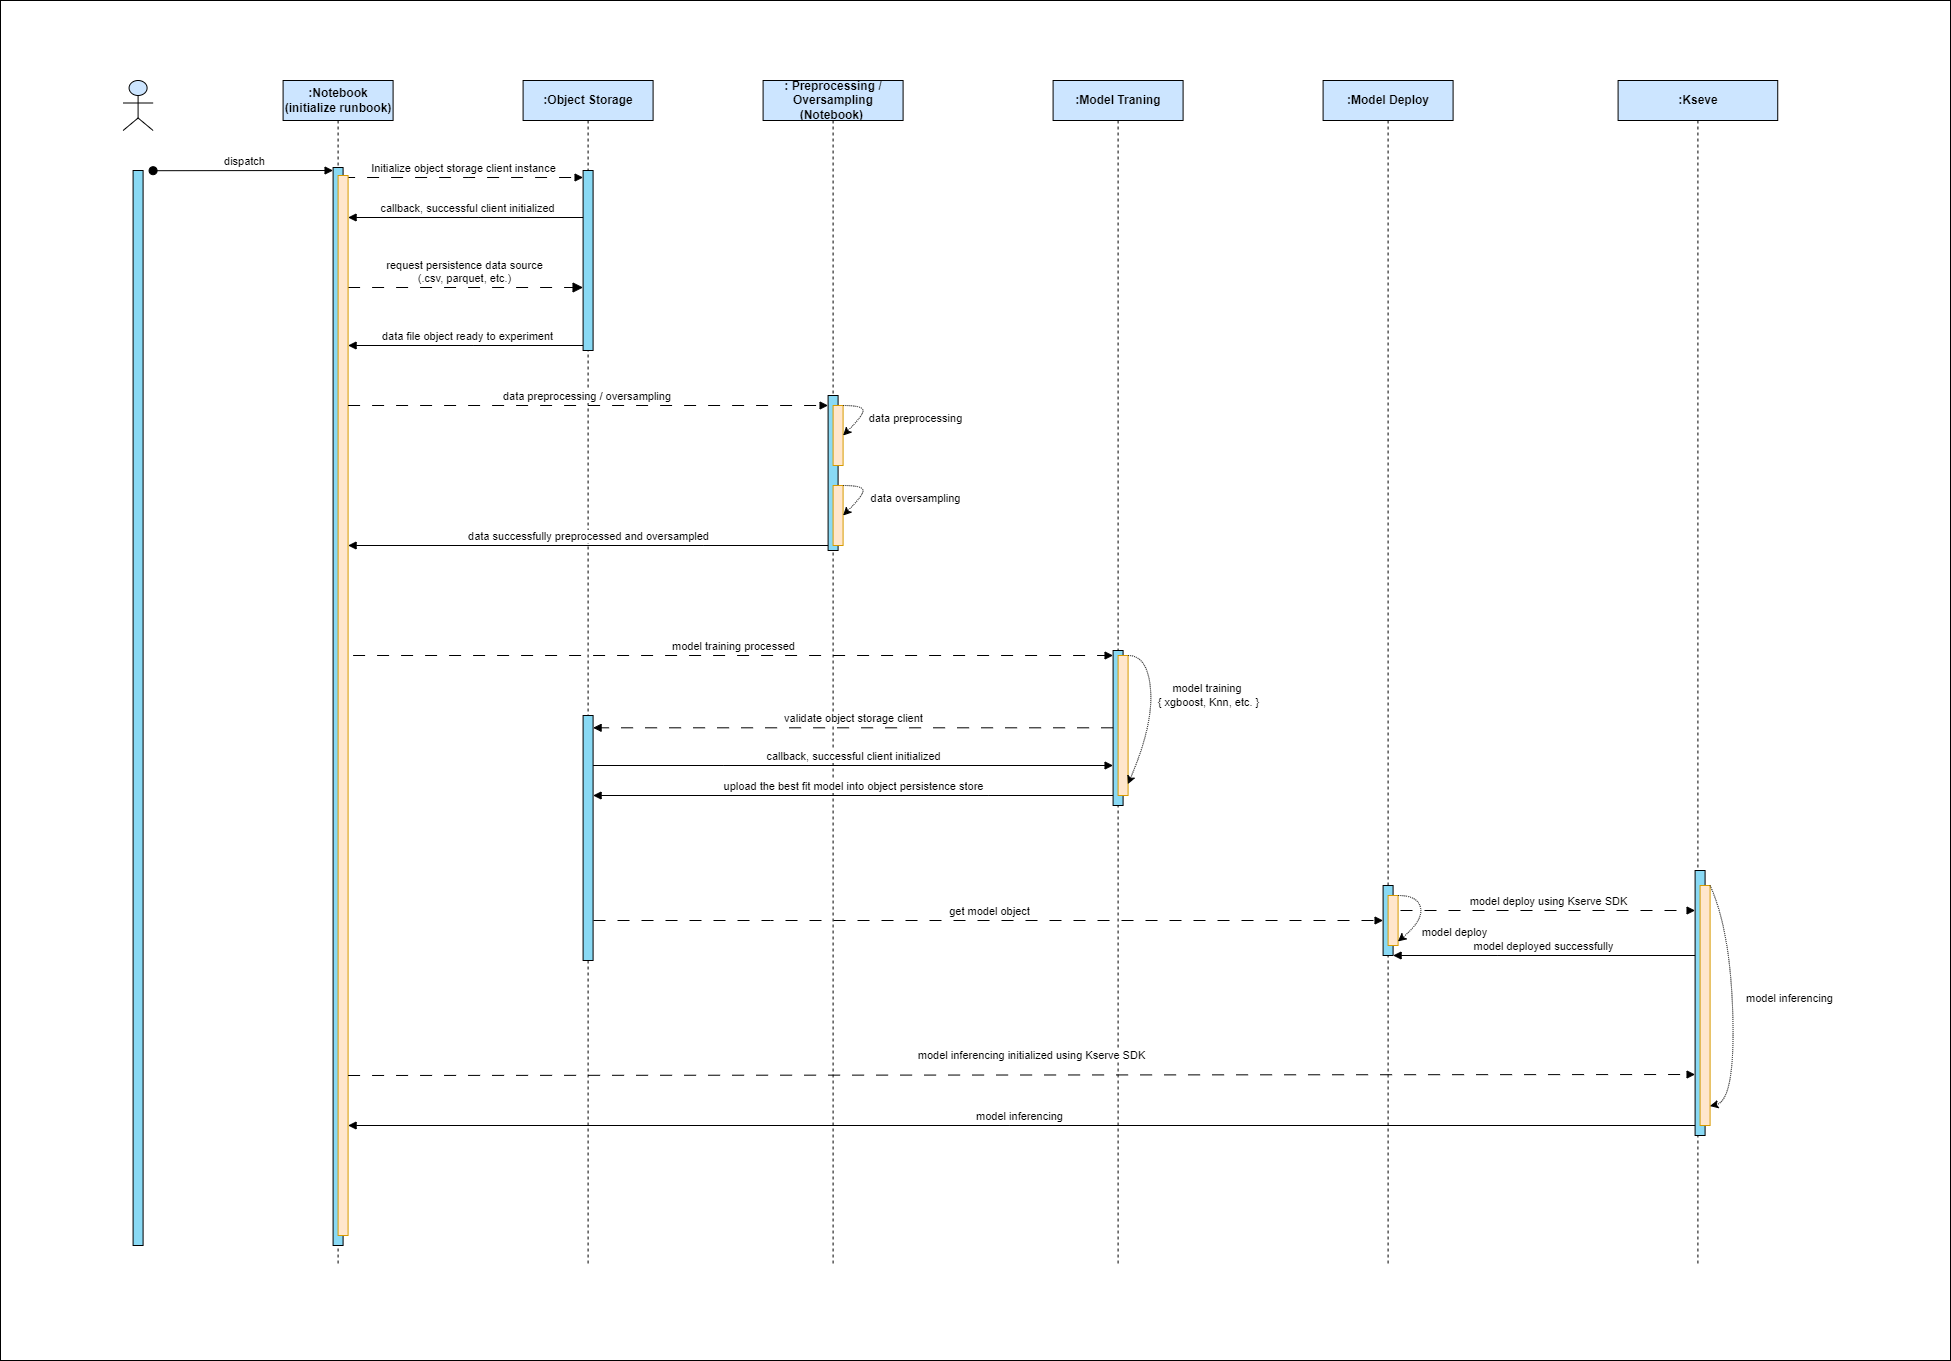 :Notebook
(initialize runbook)
:Object Storage
: Preprocessing /
Oversampling
(Notebook)
:Model Traning
:Model Deploy
:Kseve
dispatch
Initialize object storage client instance
callback, successful client initialized
request persistence data source
(.csv, parquet, etc.)
data file object ready to experiment
data preprocessing / oversampling
data preprocessing
data oversampling
data successfully preprocessed and oversampled
model training processed
model training
{ xgboost, Knn, etc. }
validate object storage client
callback, successful client initialized
upload the best fit model into object persistence store
model deploy using Kserve SDK
get model object
model deploy
model deployed successfully
model inferencing
model inferencing initialized using Kserve SDK
model inferencing